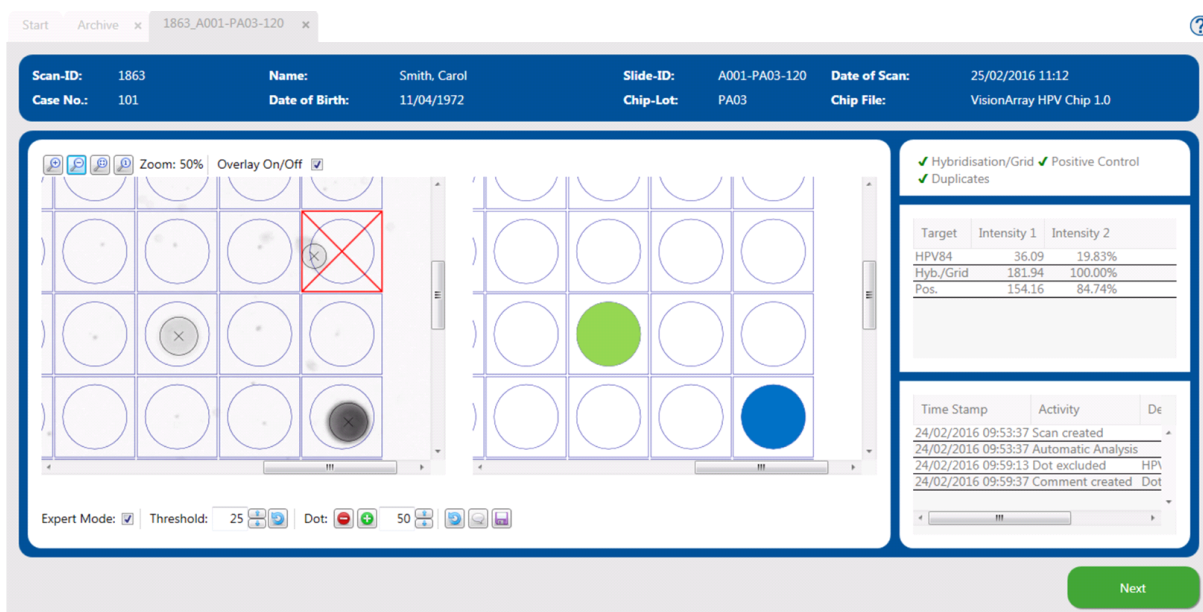 Start Archive × 1863_A001-PA03-120 ×
Scan-ID: 1863 Name: Smith, Carol Slide-ID: A001-PA03-120 Date of Scan: 25/02/2016 11:12
Case No.: 101 Date of Birth: 11/04/1972 Chip-Lot: PA03 Chip File: VisionArray HPV Chip 1.0
Zoom: 50% Overlay On/Off
✓ Hybridisation/Grid ✓ Positive Control
✓ Duplicates
Target Intensity 1 Intensity 2
HPV84 36.09 19.83%
Hyb./Grid 181.94 100.00%
Pos. 154.16 84.74%
Time Stamp Activity De
24/02/2016 09:53:37 Scan created
24/02/2016 09:53:37 Automatic Analysis
24/02/2016 09:59:13 Dot excluded HPV
24/02/2016 09:59:37 Comment created Dot
Expert Mode: Threshold: 25 Dot: 50
Next